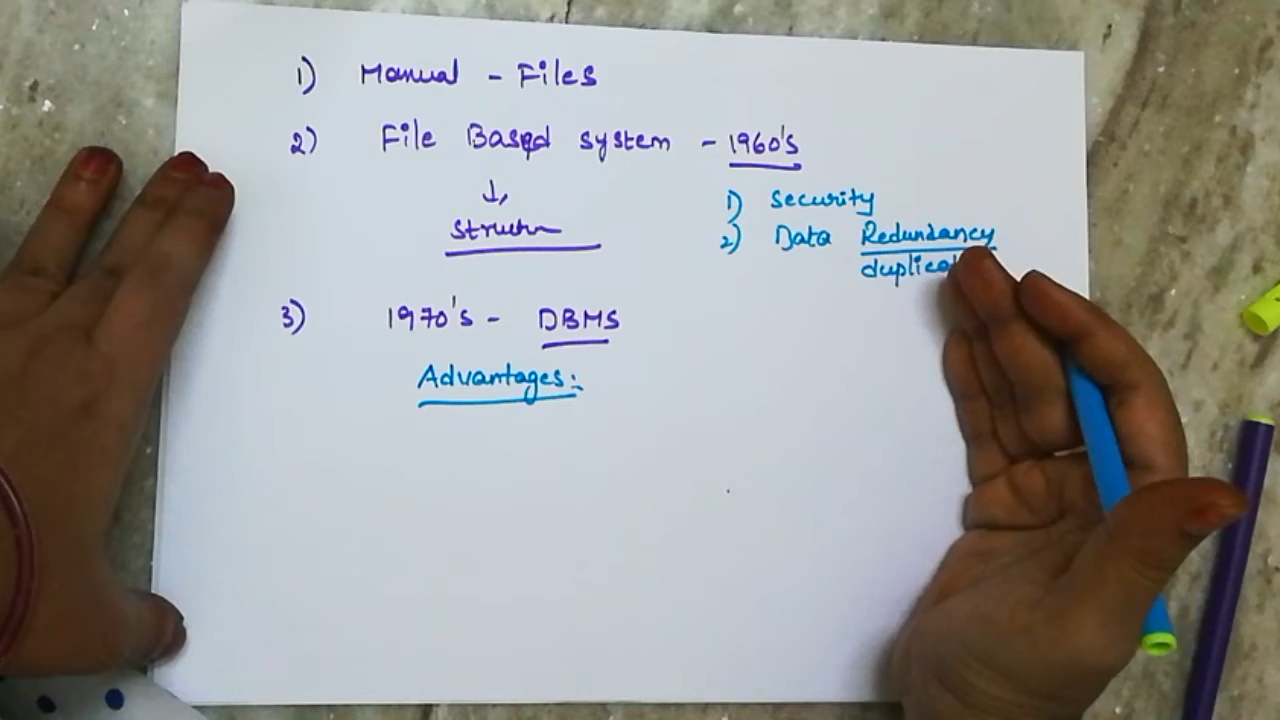 1) Manual - Files
2) File Based system - 1960's
↓
1) Security
2) Data Redundancy
3) 1970's - DBMS
Advantages: